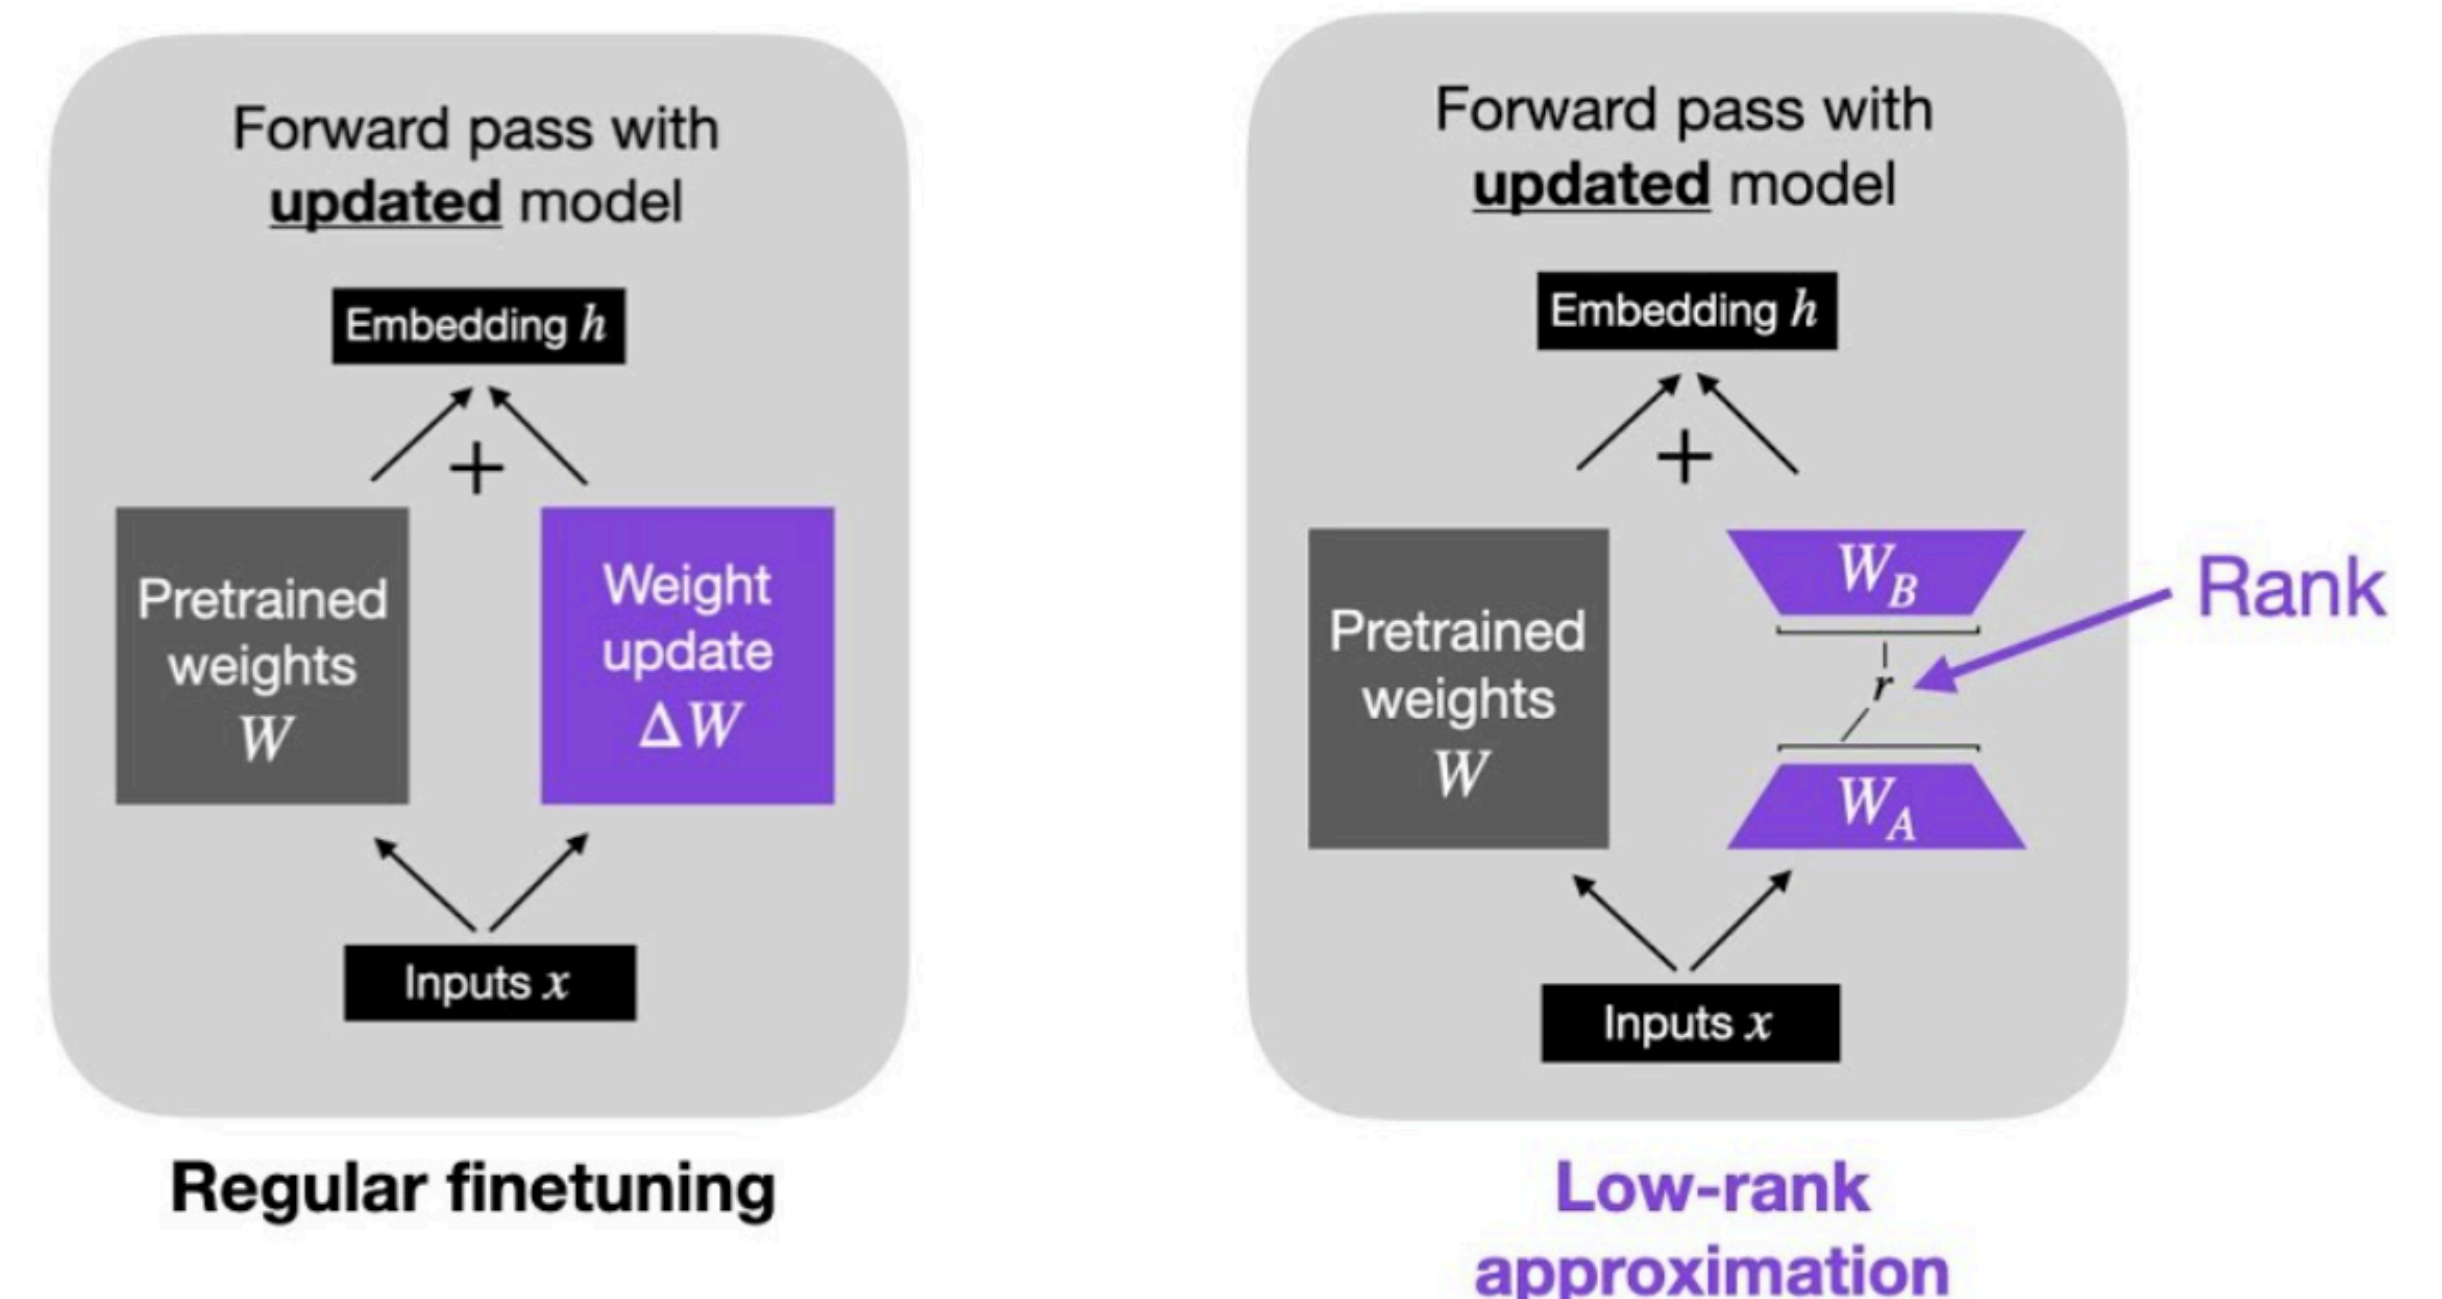 Forward pass with
updated model
Embedding h
+
Pretrained
weights
W
Weight
update
ΔW
Inputs x
Regular finetuning
Forward pass with
updated model
Embedding h
+
Pretrained
weights
W
W_B
r
W_A
Rank
Inputs x
Low-rank
approximation